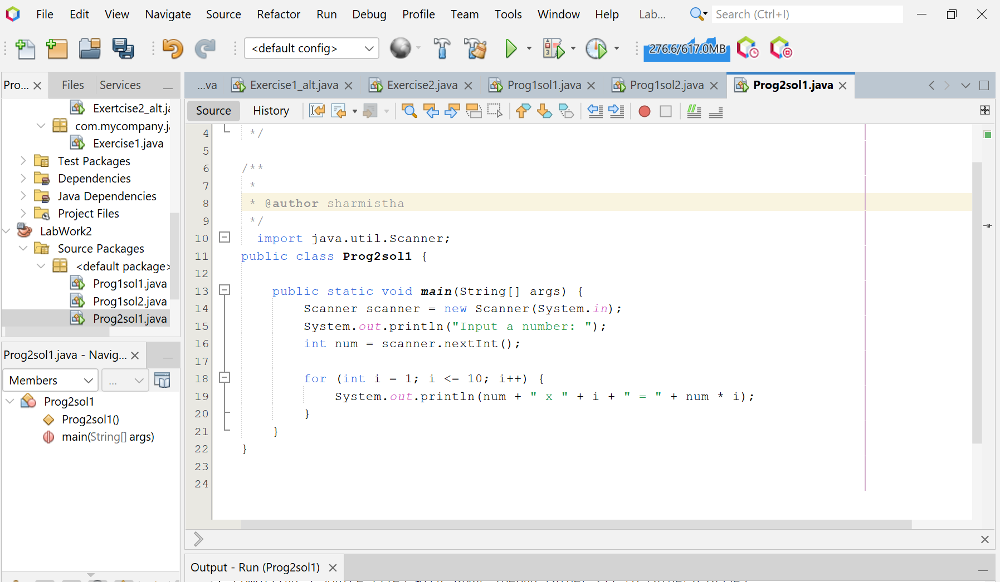 File Edit View Navigate Source Refactor Run Debug Profile Team Tools Window Help Lab... Search (Ctrl+I)
<default config> 276.6/617.0MB
Pro... Files Services
...va Exercise1_alt.java Exercise2.java Prog1sol1.java Prog1sol2.java Prog2sol1.java
Source History
Exertcise2_alt.ja
com.mycompany.j
Exercise1.java
Test Packages
Dependencies
Java Dependencies
Project Files
LabWork2
Source Packages
<default package>
Prog1sol1.java
Prog1sol2.java
Prog2sol1.java
Prog2sol1.java - Navig...
Members ...
Prog2sol1
Prog2sol1()
main(String[] args)
4 */
5
6 /**
7 *
8 * @author sharmistha
9 */
10 import java.util.Scanner;
11 public class Prog2sol1 {
12
13 public static void main(String[] args) {
14 Scanner scanner = new Scanner(System.in);
15 System.out.println("Input a number: ");
16 int num = scanner.nextInt();
17
18 for (int i = 1; i <= 10; i++) {
19 System.out.println(num + " x " + i + " = " + num * i);
20 }
21 }
22 }
23
24
Output - Run (Prog2sol1)